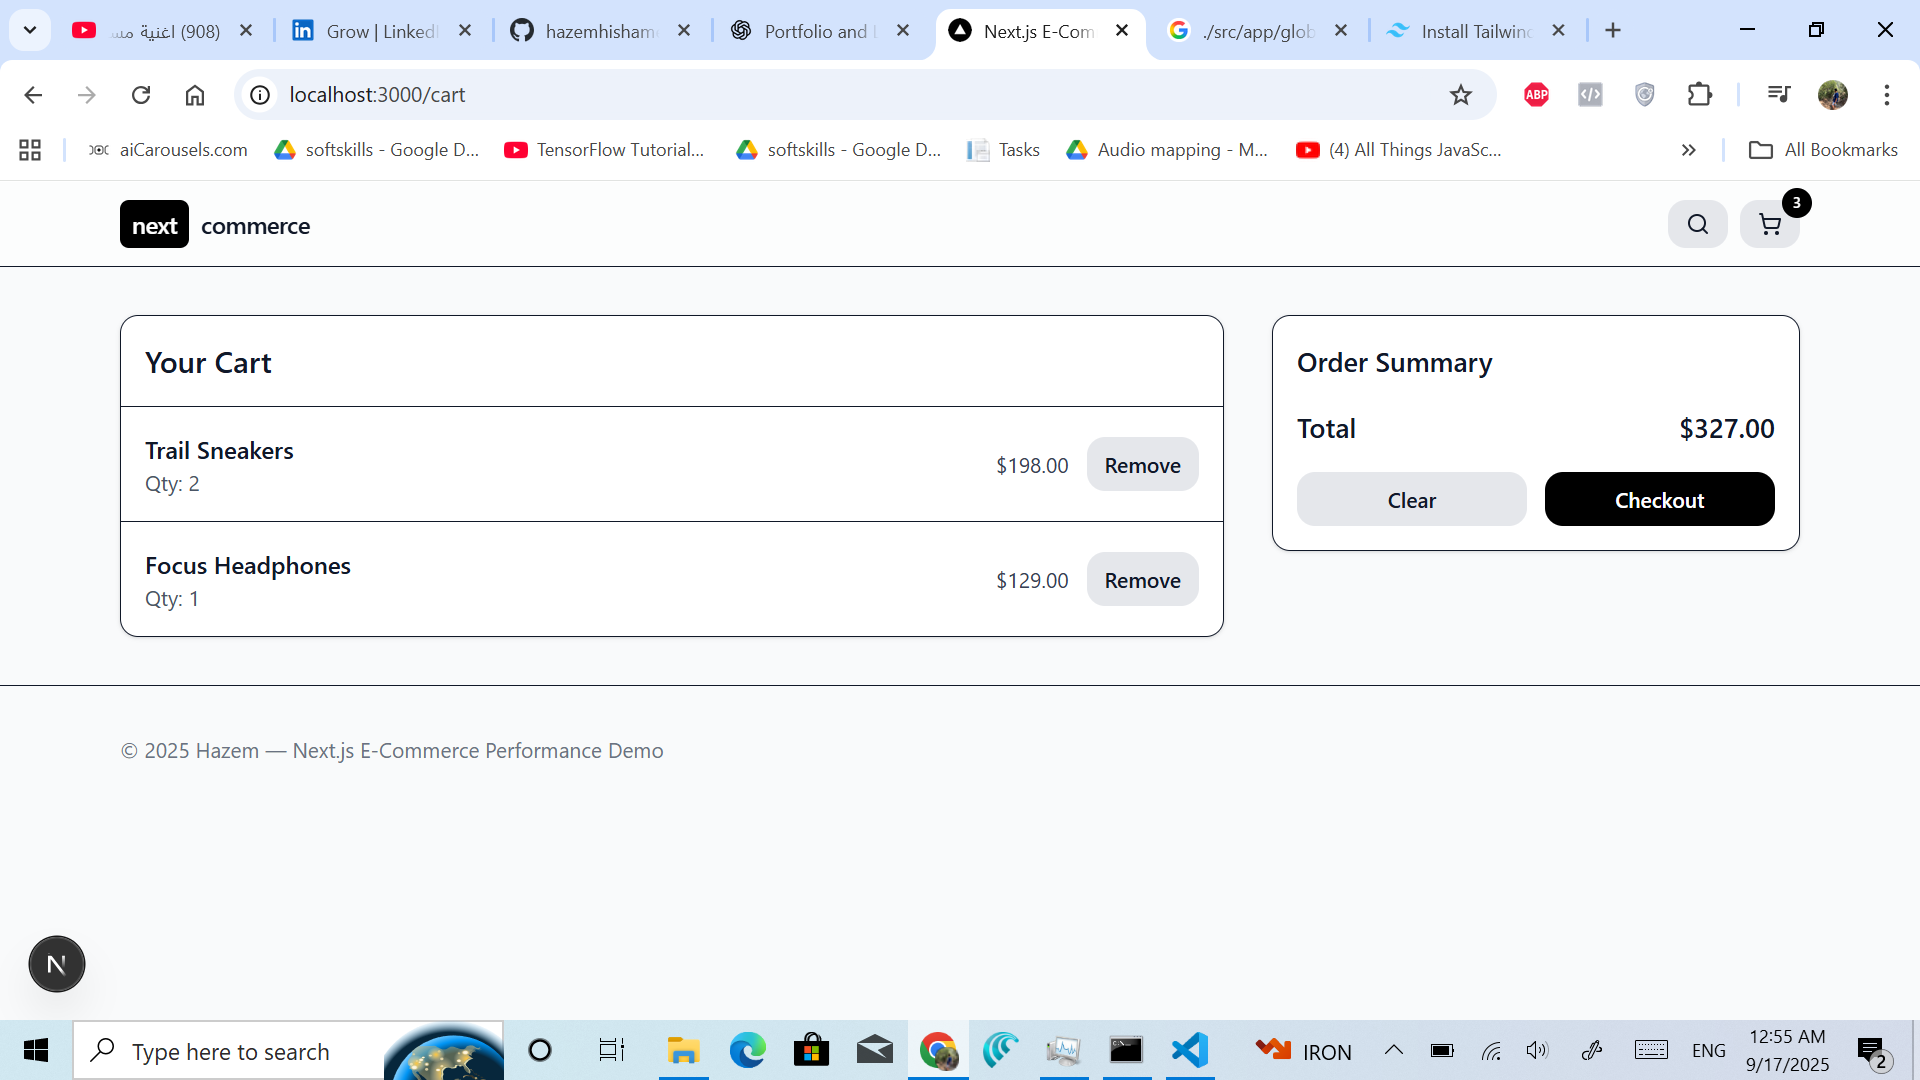 (908) اغنية مس
Grow | Linked
hazemhisham
Portfolio and
Next.js E-Com
./src/app/glob
Install Tailwind
localhost:3000/cart
ABP
aiCarousels.com
softskills - Google D...
TensorFlow Tutorial...
softskills - Google D...
Tasks
Audio mapping - M...
(4) All Things JavaSc...
All Bookmarks
next commerce
3
Your Cart
Trail Sneakers
Qty: 2
$198.00
Remove
Focus Headphones
Qty: 1
$129.00
Remove
Order Summary
Total $327.00
Clear
Checkout
© 2025 Hazem — Next.js E-Commerce Performance Demo
N
Type here to search
IRON
ENG
12:55 AM
9/17/2025
2